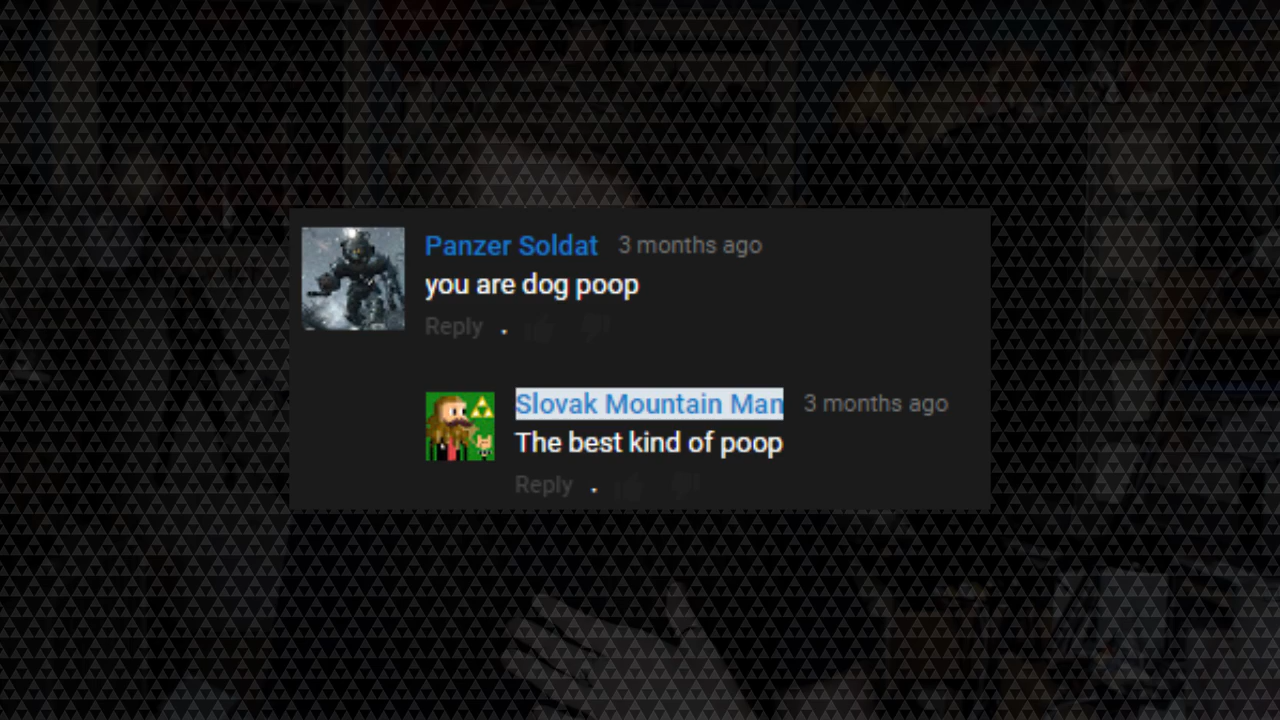 Panzer Soldat 3 months ago
you are dog poop
Reply .
Slovak Mountain Man 3 months ago
The best kind of poop
Reply .